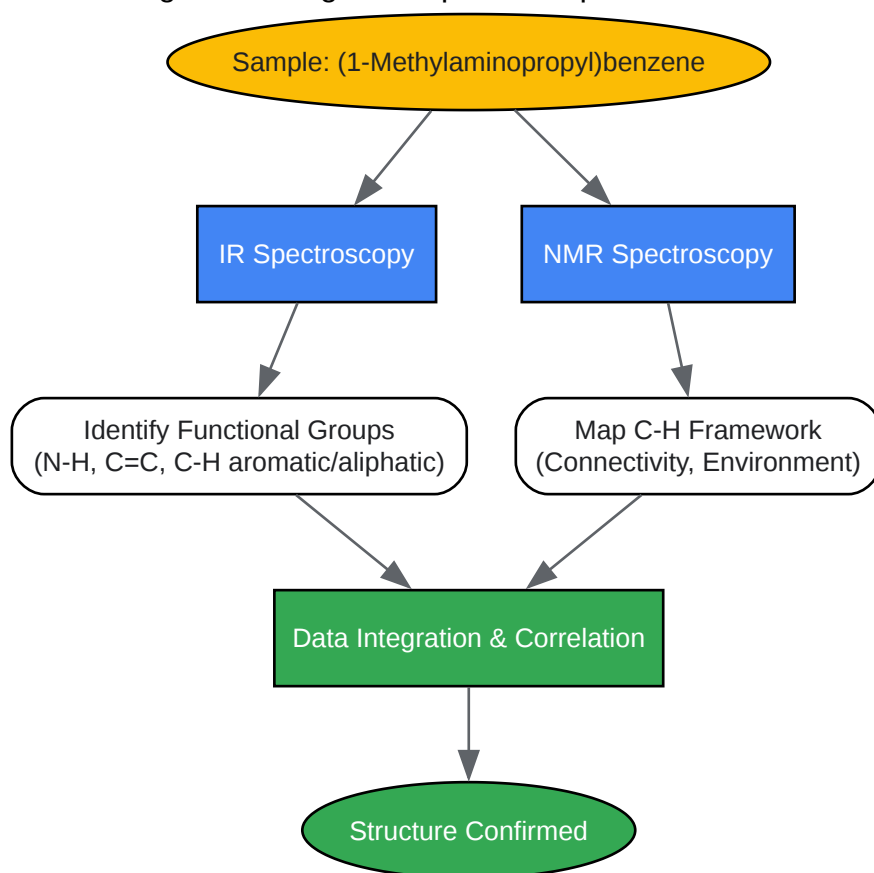 Sample: (1-Methylaminopropyl)benzene
IR Spectroscopy
NMR Spectroscopy
Identify Functional Groups
(N-H, C=C, C-H aromatic/aliphatic)
Map C-H Framework
(Connectivity, Environment)
Data Integration & Correlation
Structure Confirmed